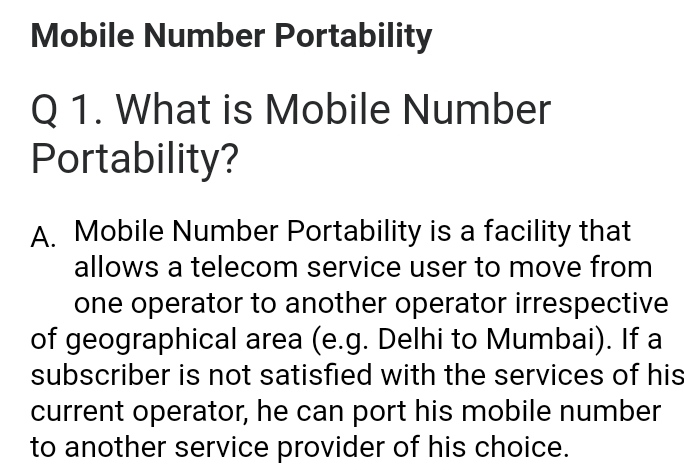 Mobile Number Portability
Q 1. What is Mobile Number
Portability?
A. Mobile Number Portability is a facility that
allows a telecom service user to move from
one operator to another operator irrespective
of geographical area (e.g. Delhi to Mumbai). If a
subscriber is not satisfied with the services of his
current operator, he can port his mobile number
to another service provider of his choice.